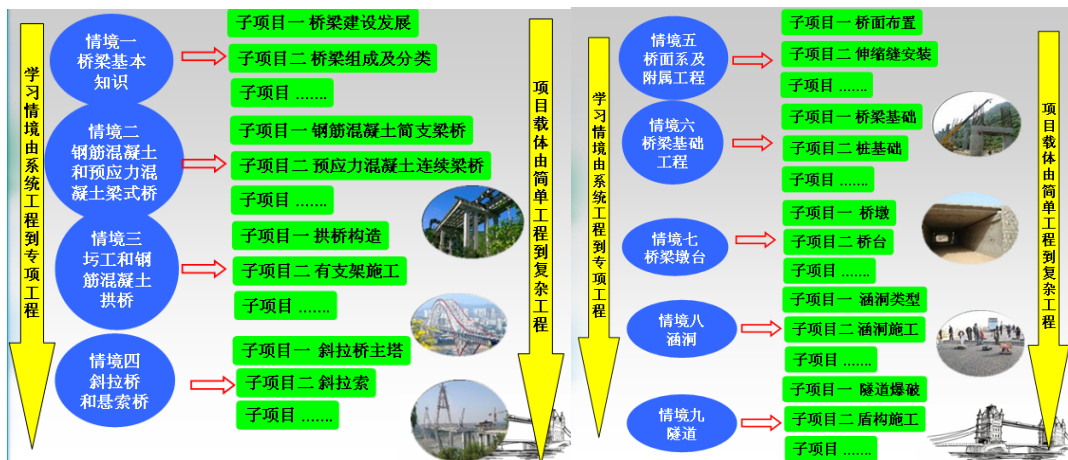 学习情境由系统工程到专项工程
情境一
桥梁基本
知识
子项目一 桥梁建设发展
子项目二 桥梁组成及分类
子项目 .......
情境二
钢筋混凝土
和预应力混
凝土梁式桥
子项目一 钢筋混凝土简支梁桥
子项目二 预应力混凝土连续梁桥
子项目 .......
情境三
圬工和钢
筋混凝土
拱桥
子项目一 拱桥构造
子项目二 有支架施工
子项目 .......
情境四
斜拉桥
和悬索桥
子项目一 斜拉桥主塔
子项目二 斜拉索
子项目 .......
项目载体由简单工程到复杂工程
学习情境由系统工程到专项工程
情境五
桥面系及
附属工程
子项目一 桥面布置
子项目二 伸缩缝安装
子项目 .......
情境六
桥梁基础
工程
子项目一 桥梁基础
子项目二 桩基础
子项目 .......
情境七
桥梁墩台
子项目一 桥墩
子项目二 桥台
子项目 .......
情境八
涵洞
子项目一 涵洞类型
子项目二 涵洞施工
子项目 .......
情境九
隧道
子项目一 隧道爆破
子项目二 盾构施工
子项目 .......
项目载体由简单工程到复杂工程